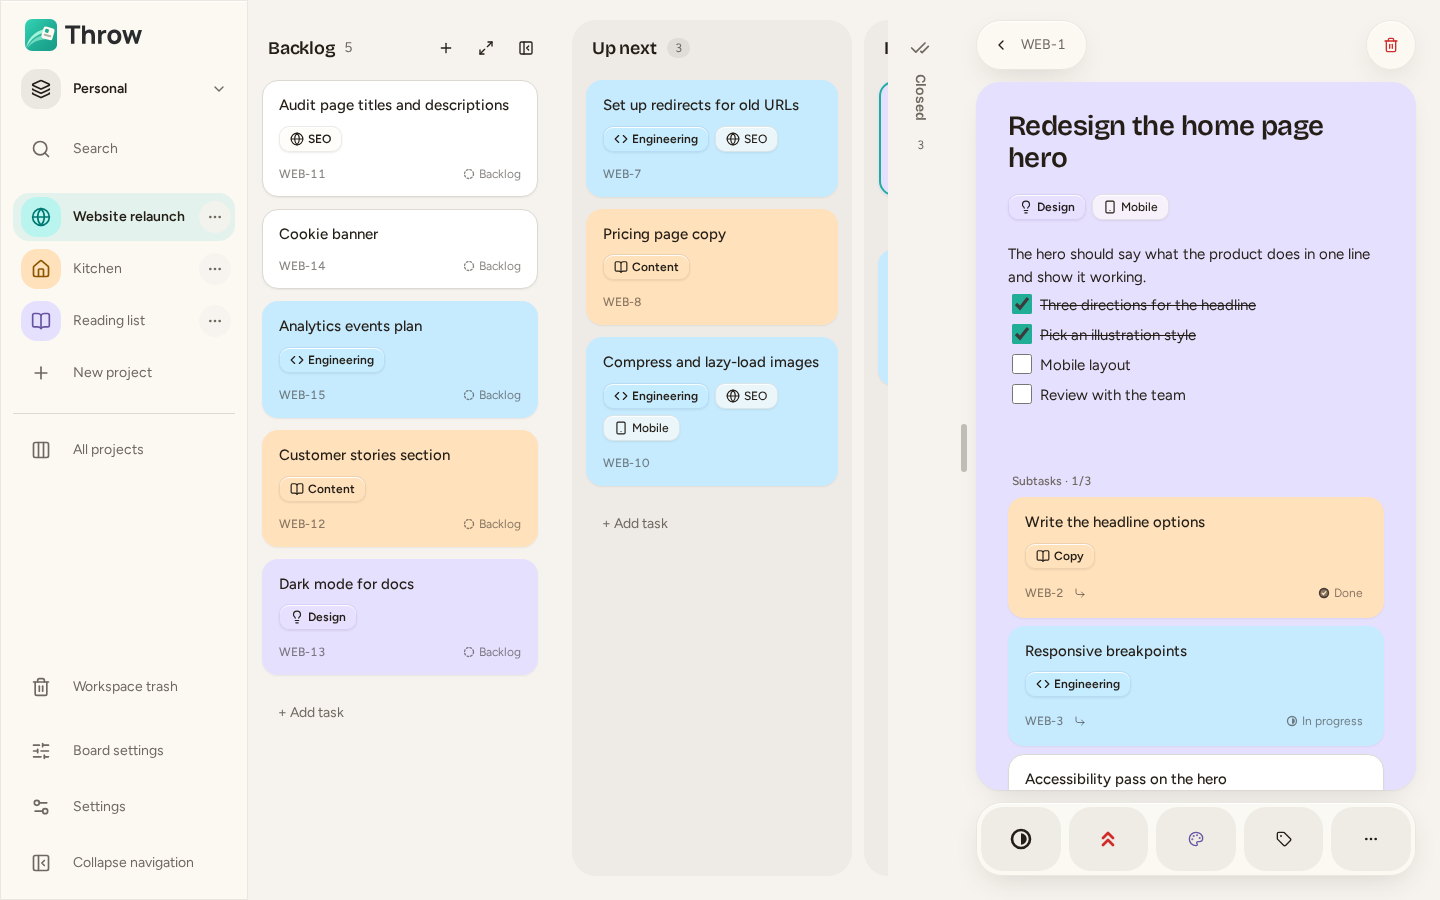 Throw
Personal
Search
Website relaunch
Kitchen
Reading list
New project
All projects
Workspace trash
Board settings
Settings
Collapse navigation
Backlog 5
Audit page titles and descriptions
SEO
WEB-11 Backlog
Cookie banner
WEB-14 Backlog
Analytics events plan
Engineering
WEB-15 Backlog
Customer stories section
Content
WEB-12 Backlog
Dark mode for docs
Design
WEB-13 Backlog
+ Add task
Up next 3
Set up redirects for old URLs
Engineering SEO
WEB-7
Pricing page copy
Content
WEB-8
Compress and lazy-load images
Engineering SEO
Mobile
WEB-10
+ Add task
Closed
3
WEB-1
Redesign the home page
hero
Design Mobile
The hero should say what the product does in one line
and show it working.
Three directions for the headline
Pick an illustration style
Mobile layout
Review with the team
Subtasks · 1/3
Write the headline options
Copy
WEB-2 Done
Responsive breakpoints
Engineering
WEB-3 In progress
Accessibility pass on the hero